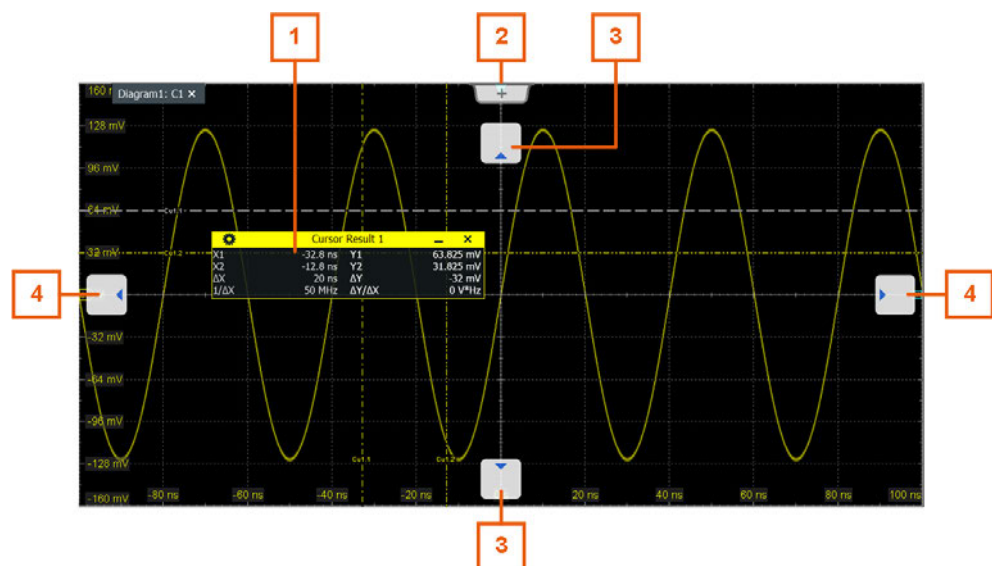 1
2
3
160 m
Diagram1: C1 ×
+
128 mV
3
96 mV
64 mV
Cu1.1
Cursor Result 1
32 mV
Cu1.2
X1 -32.8 ns Y1 63.825 mV
X2 -12.8 ns Y2 31.825 mV
ΔX 20 ns ΔY -32 mV
1/ΔX 50 MHz ΔY/ΔX 0 V*Hz
4
4
-32 mV
-64 mV
-96 mV
-128 mV
Cu1.1
Cu1.2
-160 mV
-80 ns
-60 ns
-40 ns
-20 ns
20 ns
40 ns
60 ns
80 ns
100 ns
3